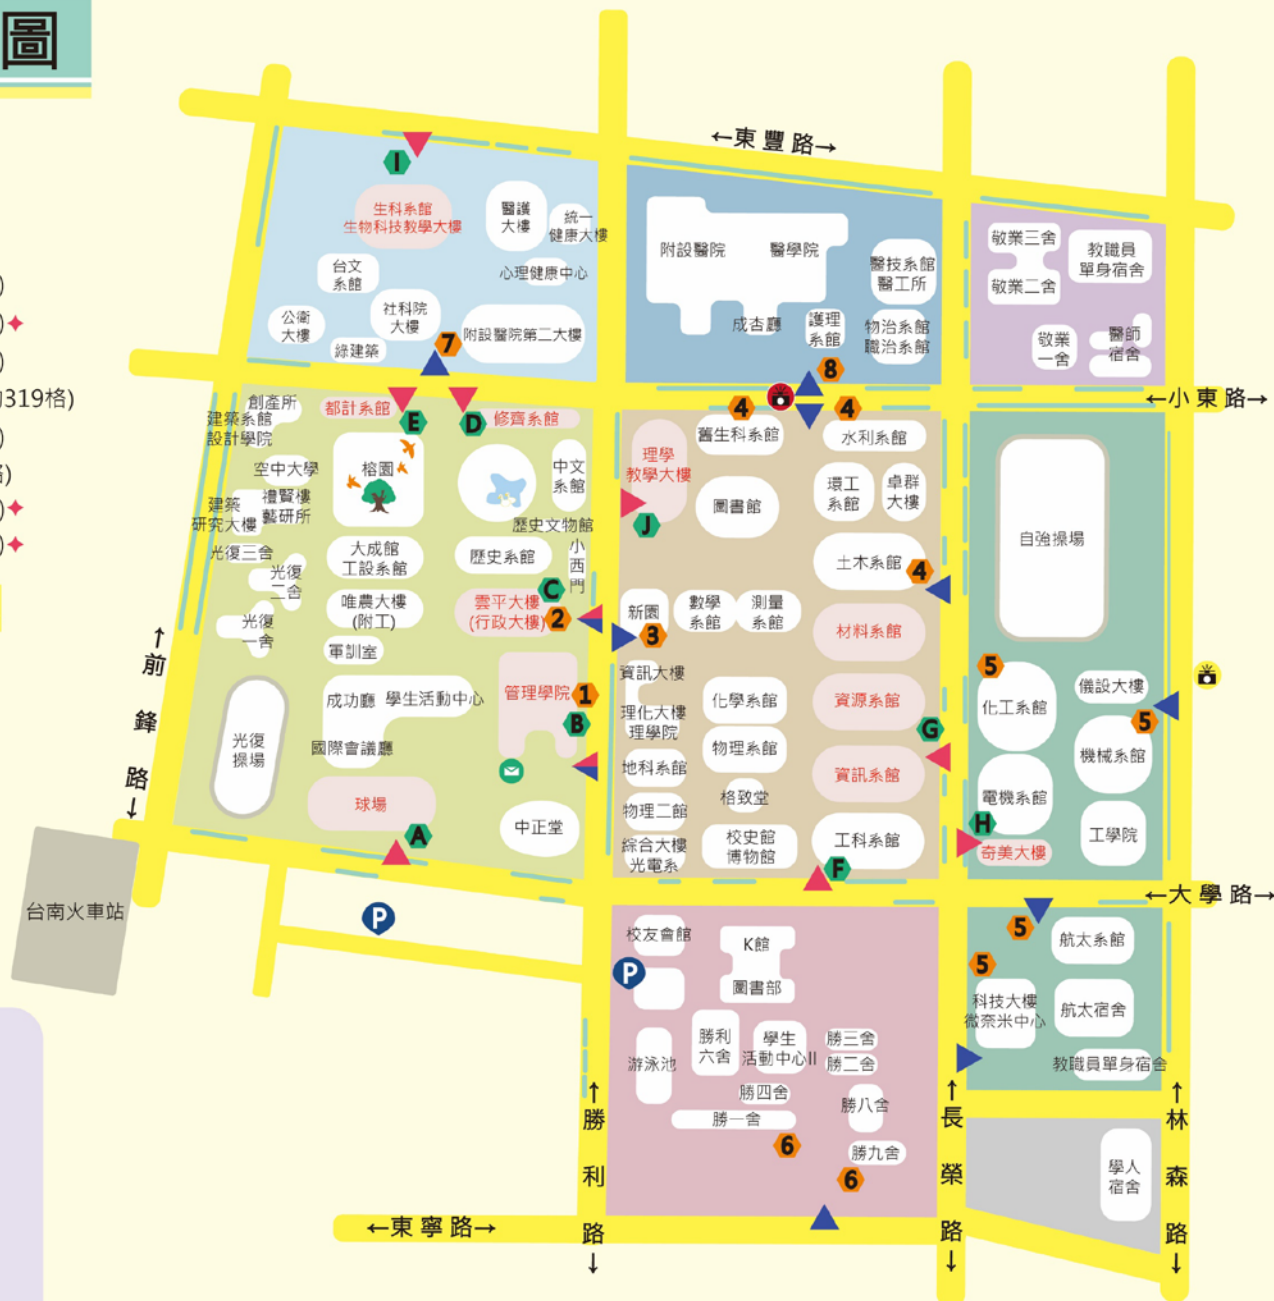 圖
)
)
)
319格)
)
)
)
)
←東豐路→
I
生科系館
生物科技教學大樓
醫護
大樓
統一
健康大樓
台文
系館
心理健康中心
公衛
大樓
社科院
大樓
綠建築
7
附設醫院第二大樓
附設醫院
醫學院
醫技系館
醫工所
成杏廳
護理
系館
物治系館
職治系館
8
敬業三舍
敬業二舍
教職員
單身宿舍
敬業
一舍
醫師
宿舍
←小東路→
創產所
建築系館
設計學院
都計系館
E
D
修齊系館
空中大學
榕園
中文
系館
建築
研究大樓
禮賢樓
藝研所
歷史文物館
光復三舍
光復
二舍
大成館
工設系館
歷史系館
小西門
光復
一舍
唯農大樓
(附工)
C
雲平大樓
(行政大樓)
2
軍訓室
成功廳
學生活動中心
管理學院
1
B
國際會議廳
光復
操場
球場
A
中正堂
4
舊生科系館
4
水利系館
理學
教學大樓
J
圖書館
環工
系館
卓群
大樓
土木系館
4
新園
3
數學
系館
測量
系館
材料系館
資訊大樓
理化大樓
理學院
化學系館
資源系館
G
地科系館
物理系館
資訊系館
物理二館
格致堂
綜合大樓
光電系
校史館
博物館
工科系館
F
自強操場
5
化工系館
儀設大樓
5
機械系館
電機系館
H
奇美大樓
工學院
←大學路→
↑前鋒路↓
台南火車站
P
P
校友會館
K館
圖書部
游泳池
勝利
六舍
學生
活動中心II
勝三舍
勝二舍
勝四舍
勝一舍
勝八舍
6
勝九舍
6
5
航太系館
5
科技大樓
微奈米中心
航太宿舍
教職員單身宿舍
學人
宿舍
↑勝利路↓
↑長榮路↓
↑林森路↓
←東寧路→